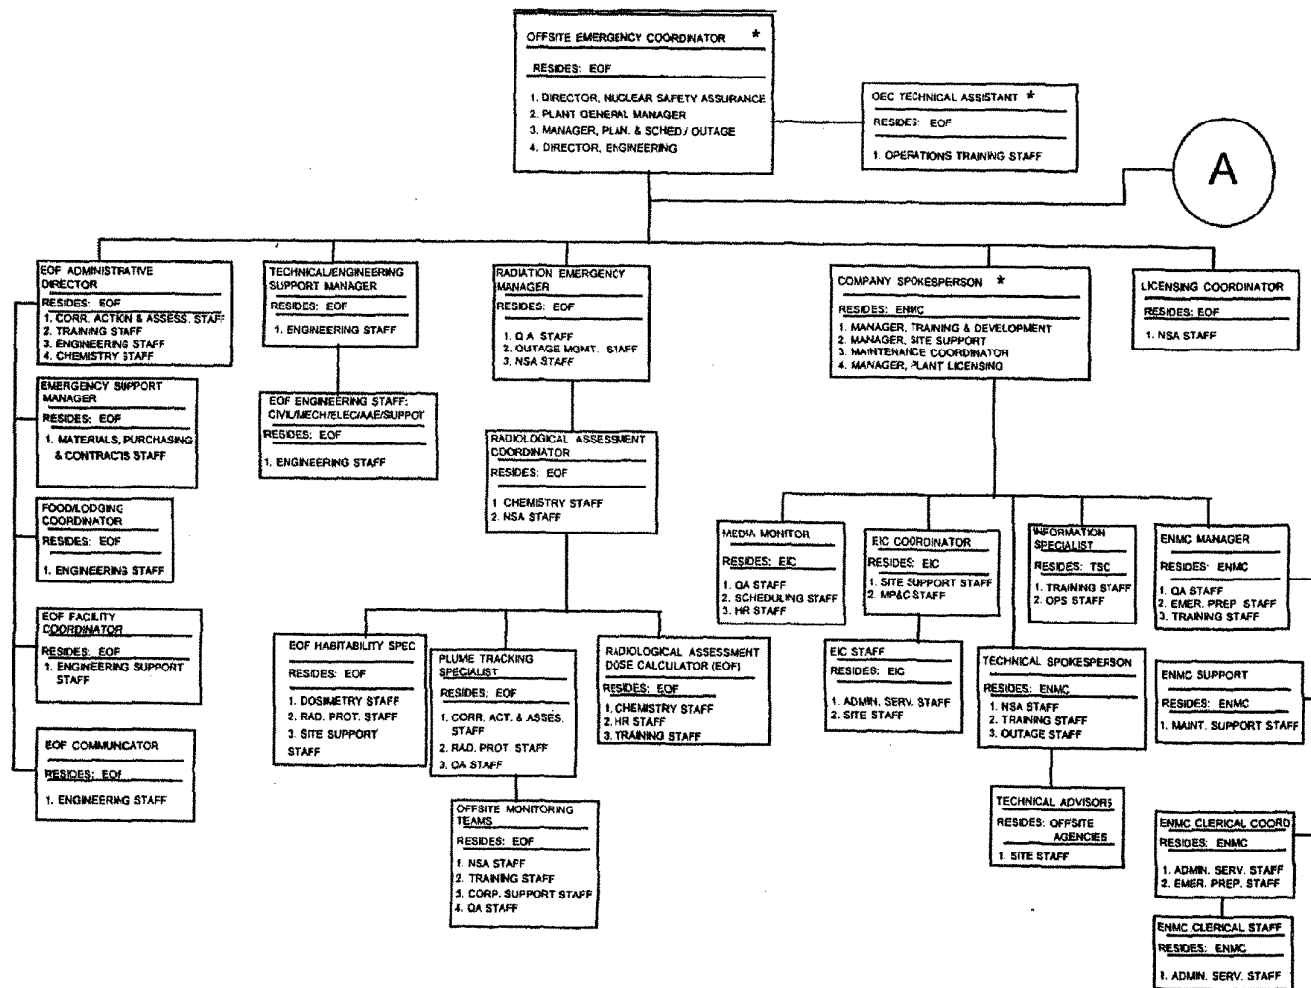 OFFSITE EMERGENCY COORDINATOR *
RESIDES: EOF
1. DIRECTOR, NUCLEAR SAFETY ASSURANCE
2. PLANT GENERAL MANAGER
3. MANAGER, PLAN. & SCHED./ OUTAGE
4. DIRECTOR, ENGINEERING
OEC TECHNICAL ASSISTANT *
RESIDES: EOF
1. OPERATIONS TRAINING STAFF
A
EOF ADMINISTRATIVE
DIRECTOR
RESIDES: EOF
1. CORR. ACTION & ASSESS. STAFF
2. TRAINING STAFF
3. ENGINEERING STAFF
4. CHEMISTRY STAFF
TECHNICAL/ENGINEERING
SUPPORT MANAGER
RESIDES: EOF
1. ENGINEERING STAFF
RADIATION EMERGENCY
MANAGER
RESIDES: EOF
1. QA STAFF
2. OUTAGE MGMT. STAFF
3. NSA STAFF
COMPANY SPOKESPERSON *
RESIDES: ENMC
1. MANAGER, TRAINING & DEVELOPMENT
2. MANAGER, SITE SUPPORT
3. MAINTENANCE COORDINATOR
4. MANAGER, PLANT LICENSING
LICENSING COORDINATOR
RESIDES: EOF
1. NSA STAFF
EMERGENCY SUPPORT
MANAGER
RESIDES: EOF
1. MATERIALS, PURCHASING
& CONTRACTS STAFF
EOF ENGINEERING STAFF:
CIVIL/MECH/ELEC/AAE/SUPPOT
RESIDES: EOF
1. ENGINEERING STAFF
RADIOLOGICAL ASSESSMENT
COORDINATOR
RESIDES: EOF
1 CHEMISTRY STAFF
2. NSA STAFF
FOOD/LODGING
COORDINATOR
RESIDES: EOF
1. ENGINEERING STAFF
MEDIA MONITOR
RESIDES: EIC
1. QA STAFF
2. SCHEDULING STAFF
3. HR STAFF
EIC COORDINATOR
RESIDES: EIC
1. SITE SUPPORT STAFF
2. MP&C STAFF
INFORMATION
SPECIALIST
RESIDES: TSC
1. TRAINING STAFF
2. OPS STAFF
ENMC MANAGER
RESIDES: ENMC
1. QA STAFF
2. EMER. PREP STAFF
3. TRAINING STAFF
EOF FACILITY
COORDINATOR
RESIDES: EOF
1. ENGINEERING SUPPORT
STAFF
EOF HABITABILITY SPEC
RESIDES: EOF
1. DOSIMETRY STAFF
2. RAD. PROT. STAFF
3. SITE SUPPORT
STAFF
PLUME TRACKING
SPECIALIST
RESIDES: EOF
1. CORR. ACT. & ASSES.
STAFF
2. RAD. PROT. STAFF
3. QA STAFF
RADIOLOGICAL ASSESSMENT
DOSE CALCULATOR (EOF)
RESIDES: EOF
1. CHEMISTRY STAFF
2. HR STAFF
3. TRAINING STAFF
EIC STAFF
RESIDES: EIC
1. ADMIN. SERV. STAFF
2. SITE STAFF
TECHNICAL SPOKESPERSON
RESIDES: ENMC
1. NSA STAFF
2. TRAINING STAFF
3. OUTAGE STAFF
ENMC SUPPORT
RESIDES: ENMC
1. MAINT. SUPPORT STAFF
EOF COMMUNCATOR
RESIDES: EOF
1. ENGINEERING STAFF
OFFSITE MONITORING
TEAMS
RESIDES: EOF
1. NSA STAFF
2. TRAINING STAFF
3. CORP. SUPPORT STAFF
4. QA STAFF
TECHNICAL ADVISORS
RESIDES: OFFSITE
AGENCIES
1. SITE STAFF
ENMC CLERICAL COORD
RESIDES: ENMC
1. ADMIN. SERV. STAFF
2. EMER. PREP. STAFF
ENMC CLERICAL STAFF
RESIDES: ENMC
1. ADMIN. SERV. STAFF